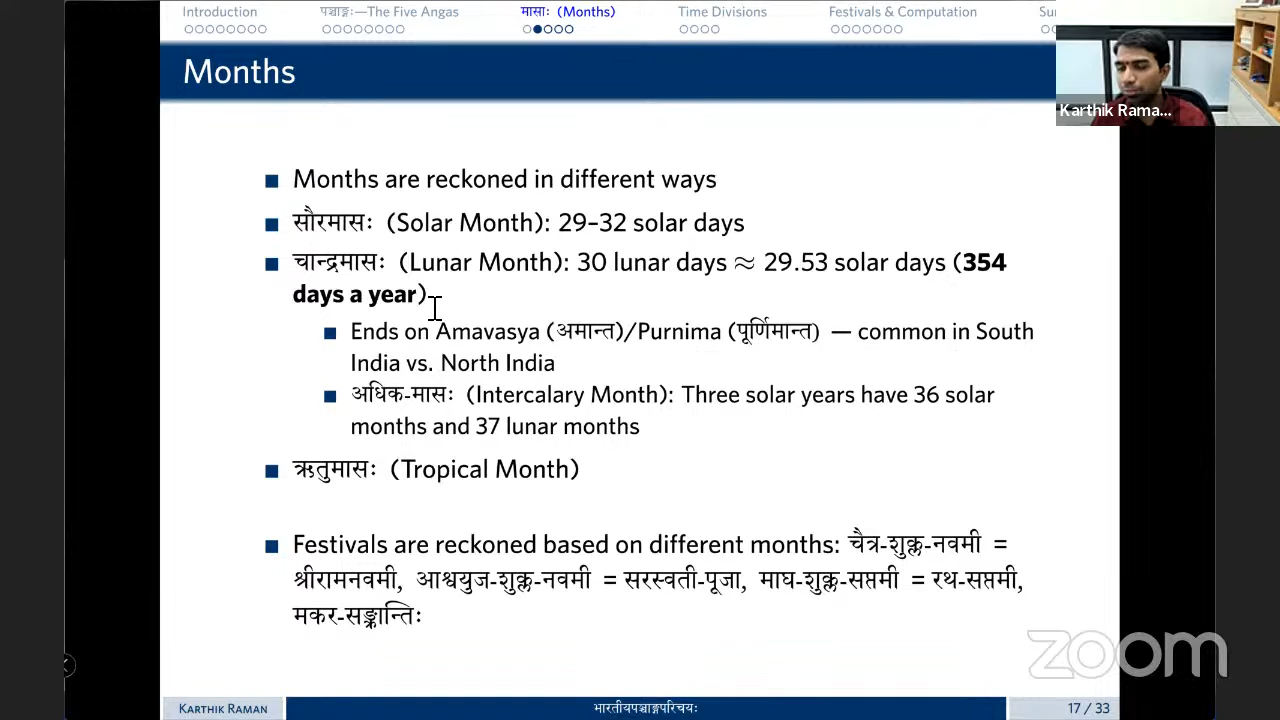 Introduction
पञ्चाङ्गः—The Five Angas
मासाः (Months)
Time Divisions
Festivals & Computation
Months
Karthik Rama...
Months are reckoned in different ways
सौरमासः (Solar Month): 29–32 solar days
चान्द्रमासः (Lunar Month): 30 lunar days ≈ 29.53 solar days (354
days a year)
Ends on Amavasya (अमान्त)/Purnima (पूर्णिमान्त) — common in South
India vs. North India
अधिक-मासः (Intercalary Month): Three solar years have 36 solar
months and 37 lunar months
ऋतुमासः (Tropical Month)
Festivals are reckoned based on different months: चैत्र-शुक्ल-नवमी =
श्रीरामनवमी, आश्वयुज-शुक्ल-नवमी = सरस्वती-पूजा, माघ-शुक्ल-सप्तमी = रथ-सप्तमी,
मकर-सङ्क्रान्तिः
zoom
KARTHIK RAMAN
भारतीयपञ्चाङ्गपरिचयः
17 / 33